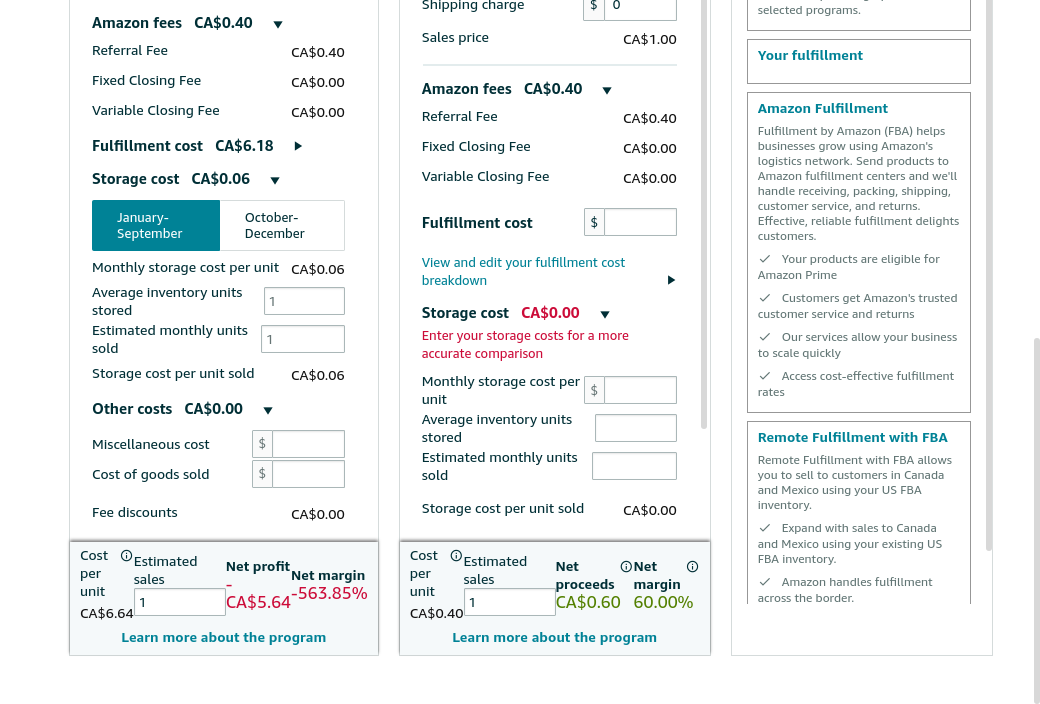 Amazon fees CA$0.40
Referral Fee CA$0.40
Fixed Closing Fee CA$0.00
Variable Closing Fee CA$0.00
Fulfillment cost CA$6.18
Storage cost CA$0.06
January-
September
October-
December
Monthly storage cost per unit CA$0.06
Average inventory units
stored
1
Estimated monthly units
sold
1
Storage cost per unit sold CA$0.06
Other costs CA$0.00
Miscellaneous cost $
Cost of goods sold $
Fee discounts CA$0.00
Cost
per
unit
CA$6.64
Estimated
sales
1
Net profit
-
CA$5.64
Net margin
-563.85%
Learn more about the program
Shipping charge $ 0
Sales price CA$1.00
Amazon fees CA$0.40
Referral Fee CA$0.40
Fixed Closing Fee CA$0.00
Variable Closing Fee CA$0.00
Fulfillment cost $
View and edit your fulfillment cost
breakdown
Storage cost CA$0.00
Enter your storage costs for a more
accurate comparison
Monthly storage cost per
unit
$
Average inventory units
stored
Estimated monthly units
sold
Storage cost per unit sold CA$0.00
Cost
per
unit
CA$0.40
Estimated
sales
1
Net
proceeds
CA$0.60
Net
margin
60.00%
Learn more about the program
selected programs.
Your fulfillment
Amazon Fulfillment
Fulfillment by Amazon (FBA) helps
businesses grow using Amazon's
logistics network. Send products to
Amazon fulfillment centers and we'll
handle receiving, packing, shipping,
customer service, and returns.
Effective, reliable fulfillment delights
customers.
Your products are eligible for
Amazon Prime
Customers get Amazon's trusted
customer service and returns
Our services allow your business
to scale quickly
Access cost-effective fulfillment
rates
Remote Fulfillment with FBA
Remote Fulfillment with FBA allows
you to sell to customers in Canada
and Mexico using your US FBA
inventory.
Expand with sales to Canada
and Mexico using your existing US
FBA inventory.
Amazon handles fulfillment
across the border.